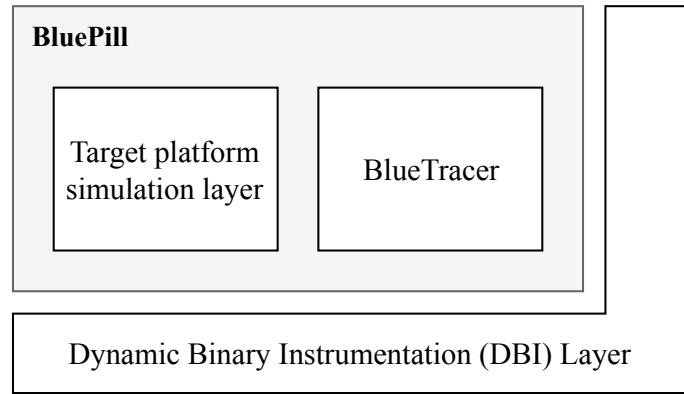 BluePill
Target platform
simulation layer
BlueTracer
Dynamic Binary Instrumentation (DBI) Layer